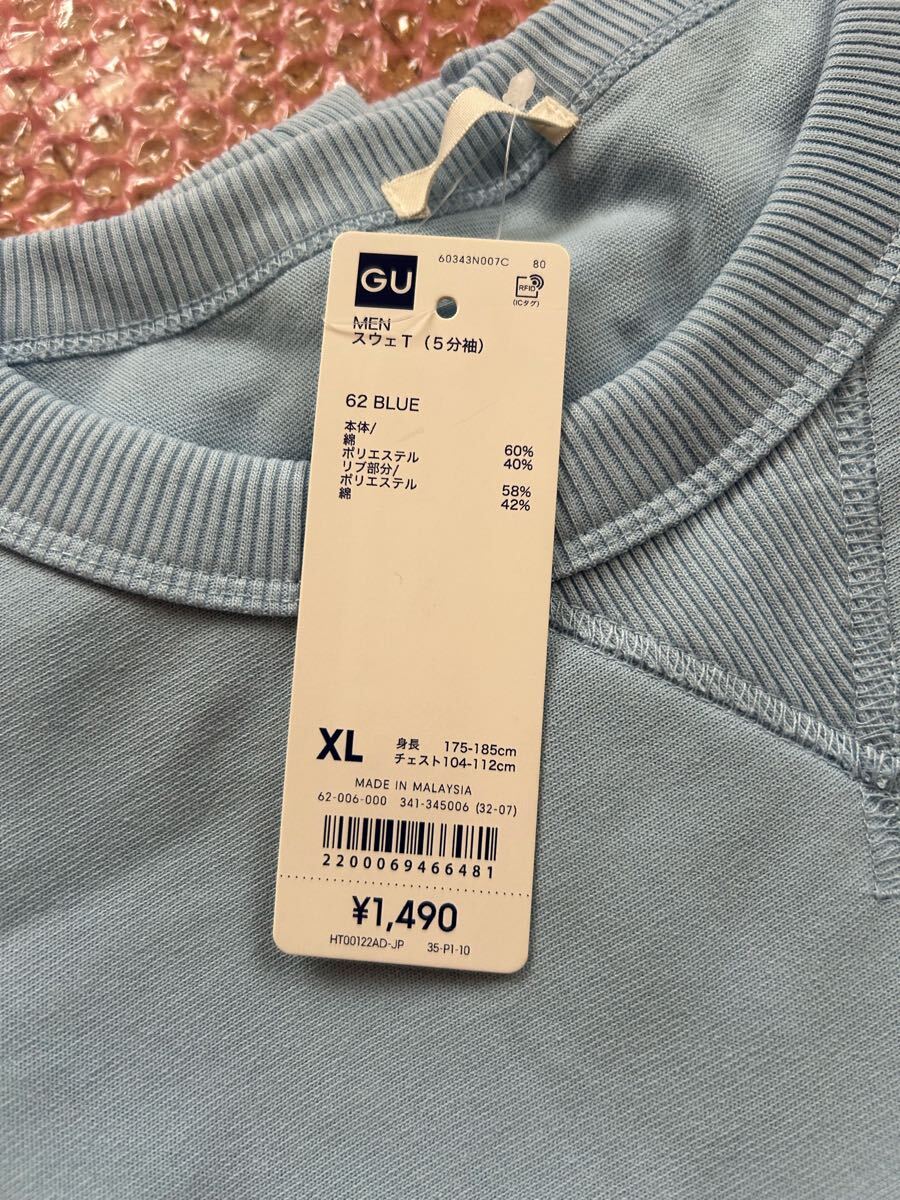 60343N007C 80
GU
RFID
(ICタグ)
MEN
スウェT (5分袖)
62 BLUE
本体/
綿 60%
ポリエステル 40%
リブ部分/
ポリエステル 58%
綿 42%
XL 身長 175-185cm
チェスト104-112cm
MADE IN MALAYSIA
62-006-000 341-345006 (32-07)
2200069466481
¥1,490
HT00122AD-JP 35-P1-10